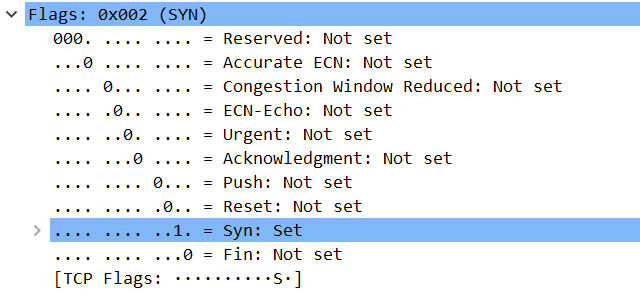 Flags: 0x002 (SYN)
000. .... .... = Reserved: Not set
...0 .... .... = Accurate ECN: Not set
.... 0... .... = Congestion Window Reduced: Not set
.... .0.. .... = ECN-Echo: Not set
.... ..0. .... = Urgent: Not set
.... ...0 .... = Acknowledgment: Not set
.... .... 0... = Push: Not set
.... .... .0.. = Reset: Not set
.... .... ..1. = Syn: Set
.... .... ...0 = Fin: Not set
[TCP Flags: ··········S·]